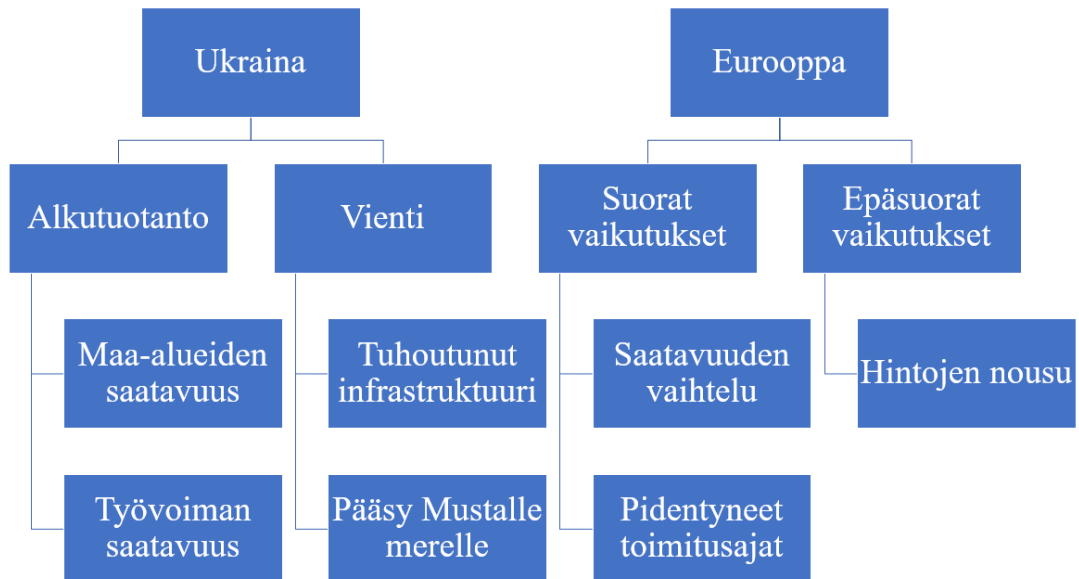 Ukraina
Eurooppa
Alkutuotanto
Vienti
Suorat
vaikutukset
Epäsuorat
vaikutukset
Maa-alueiden
saatavuus
Tuhoutunut
infrastruktuuri
Saatavuuden
vaihtelu
Hintojen nousu
Työvoiman
saatavuus
Pääsy Mustalle
merelle
Pidentyneet
toimitusajat